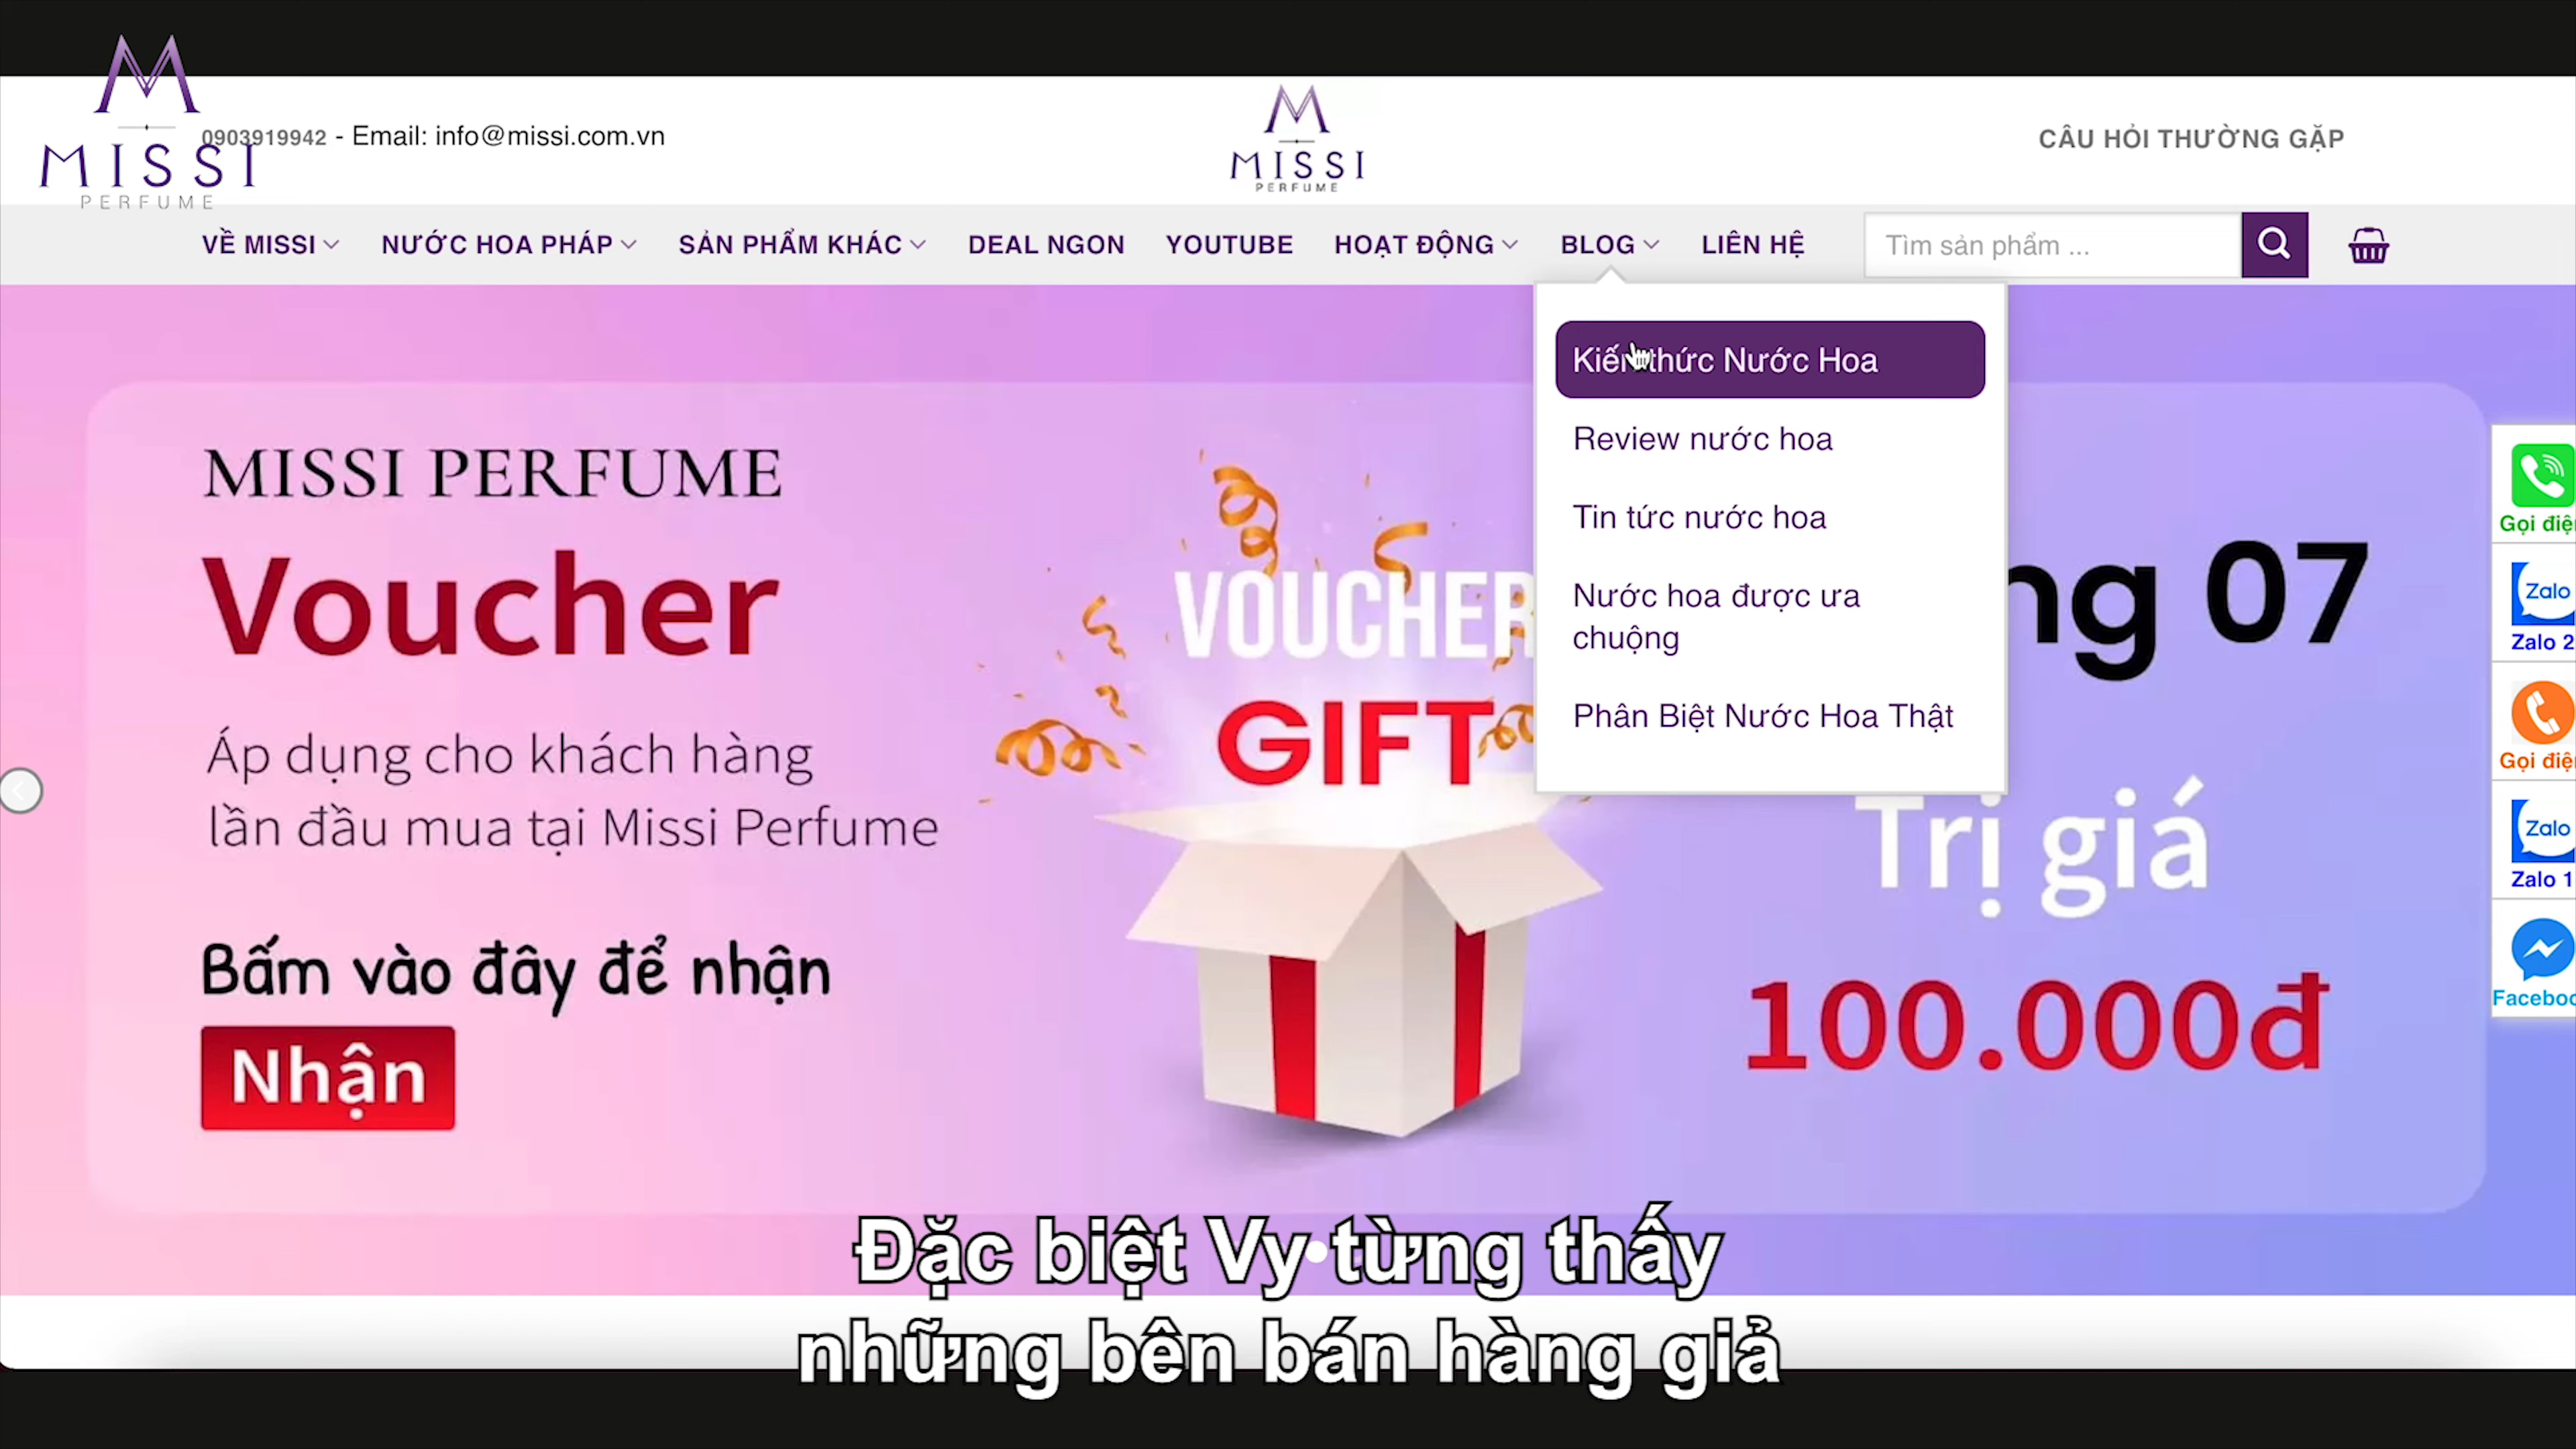 MISSI
PERFUME
0903919942 - Email: info@missi.com.vn
MISSI
PERFUME
CÂU HỎI THƯỜNG GẶP
VỀ MISSI
NƯỚC HOA PHÁP
SẢN PHẨM KHÁC
DEAL NGON
YOUTUBE
HOẠT ĐỘNG
BLOG
LIÊN HỆ
Tìm sản phẩm ...
Kiến thức Nước Hoa
Review nước hoa
Tin tức nước hoa
Nước hoa được ưa
chuộng
Phân Biệt Nước Hoa Thật
MISSI PERFUME
Voucher
Áp dụng cho khách hàng
lần đầu mua tại Missi Perfume
Bấm vào đây để nhận
Nhận
VOUCHER
GIFT
ng 07
Trị giá
100.000đ
Gọi điệ
Zalo
Zalo 2
Gọi điệ
Zalo
Zalo 1
Faceboo
Đặc biệt Vy từng thấy
những bên bán hàng giả